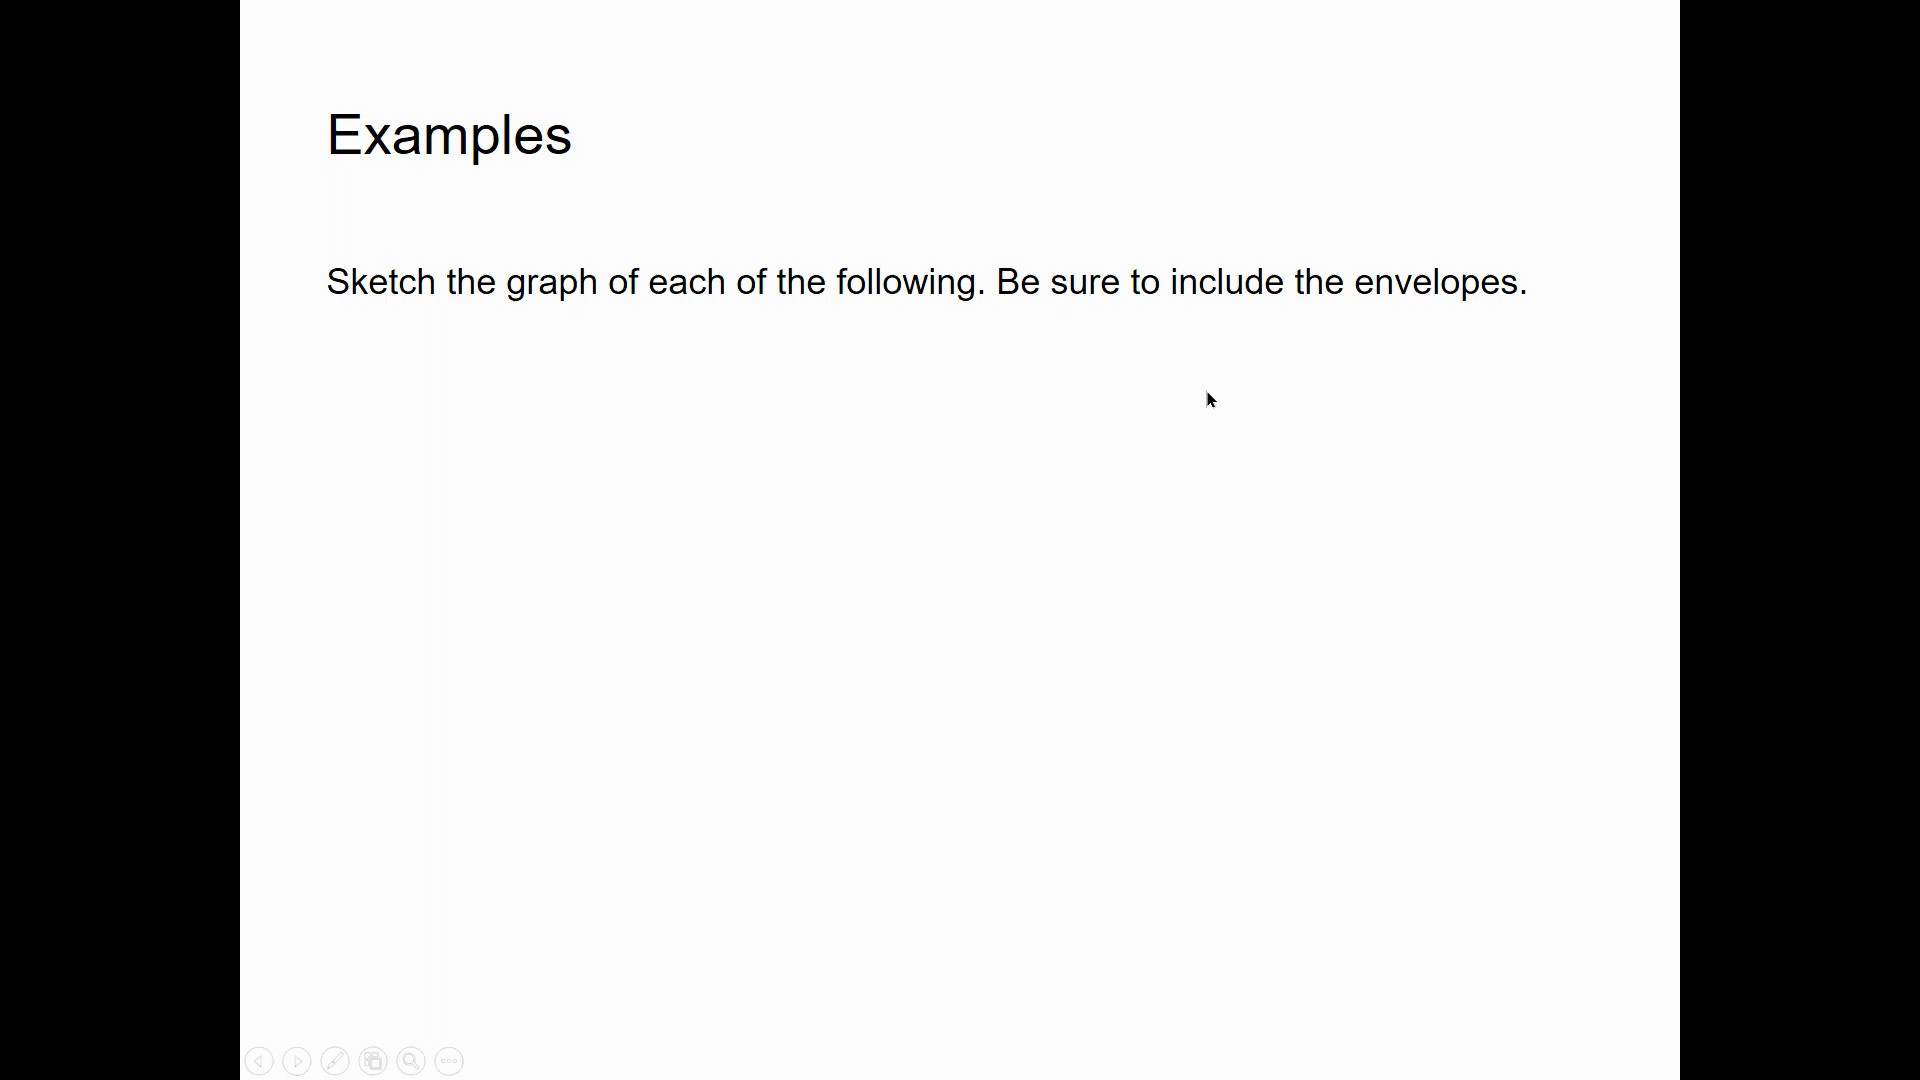 Examples
Sketch the graph of each of the following. Be sure to include the envelopes.